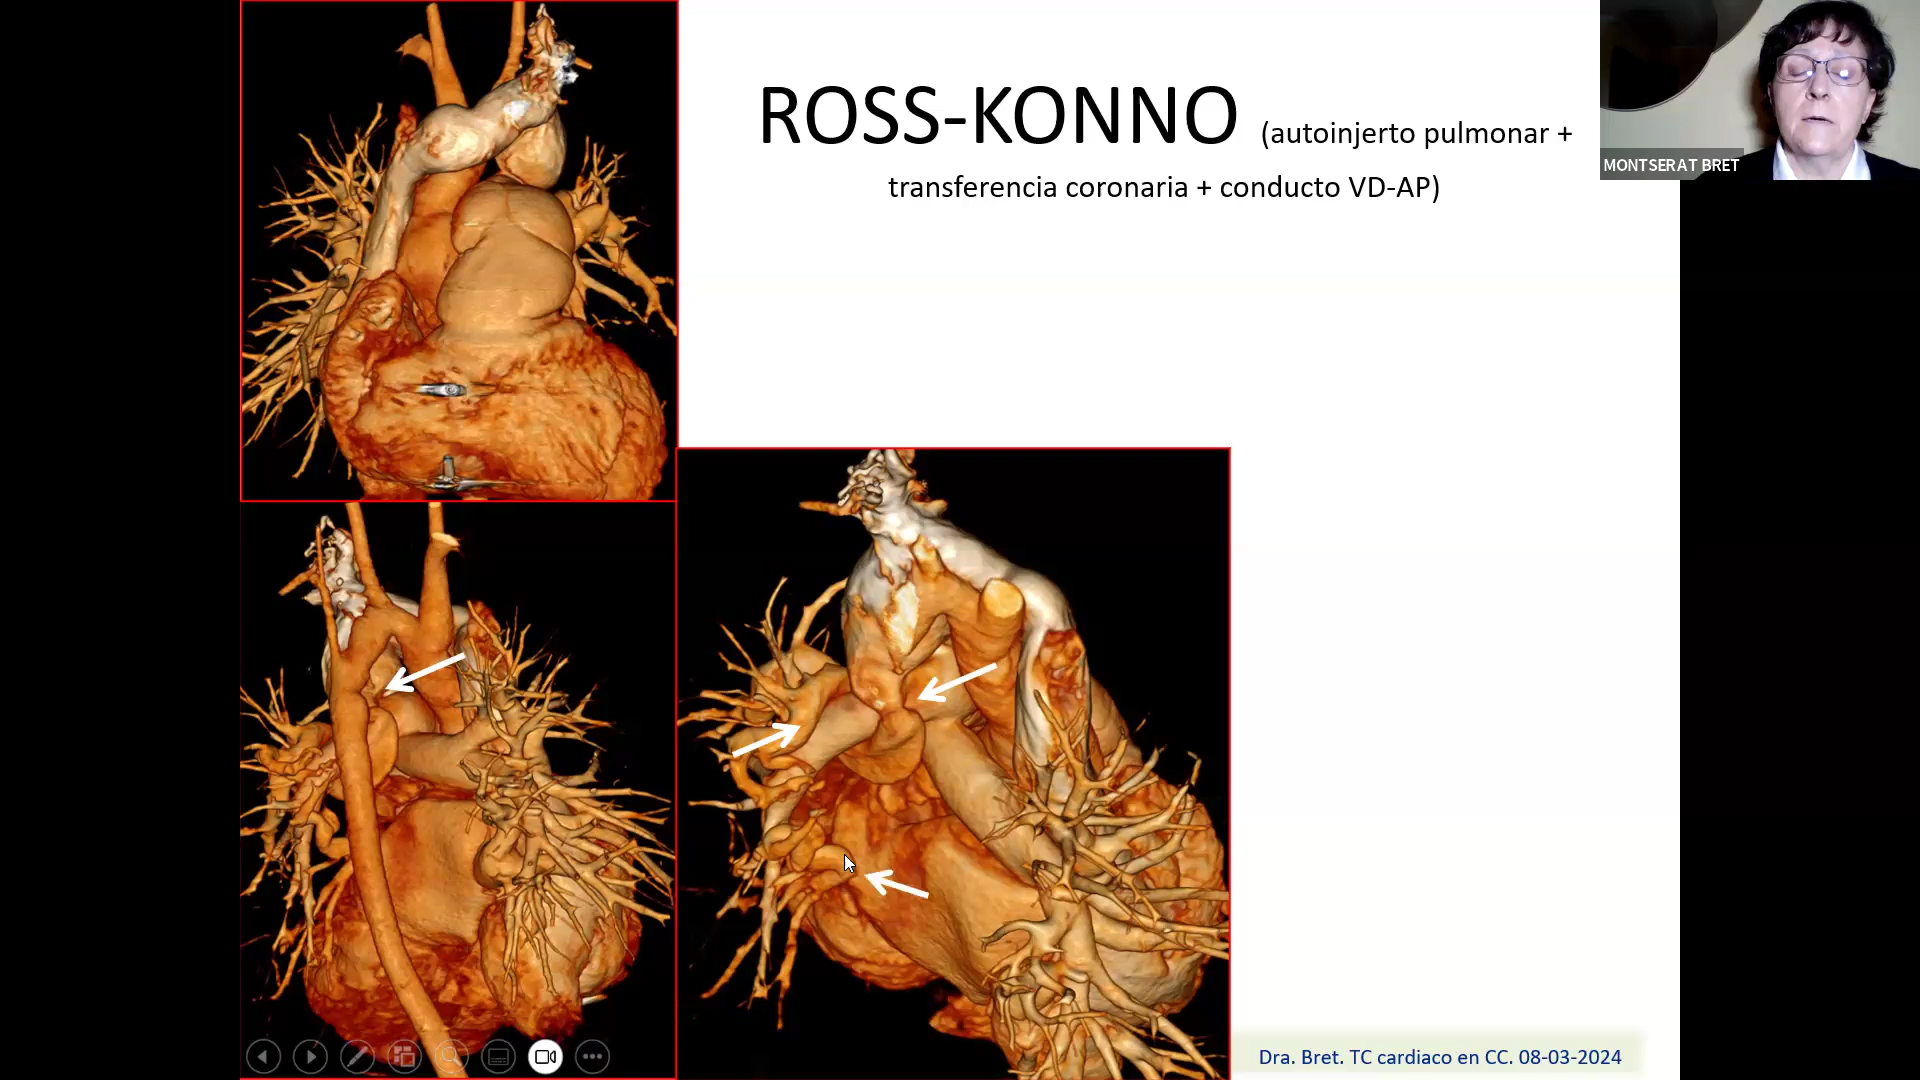 ROSS-KONNO (autoinjerto pulmonar +
transferencia coronaria + conducto VD-AP)
MONTSERAT BRET
Dra. Bret. TC cardiaco en CC. 08-03-2024